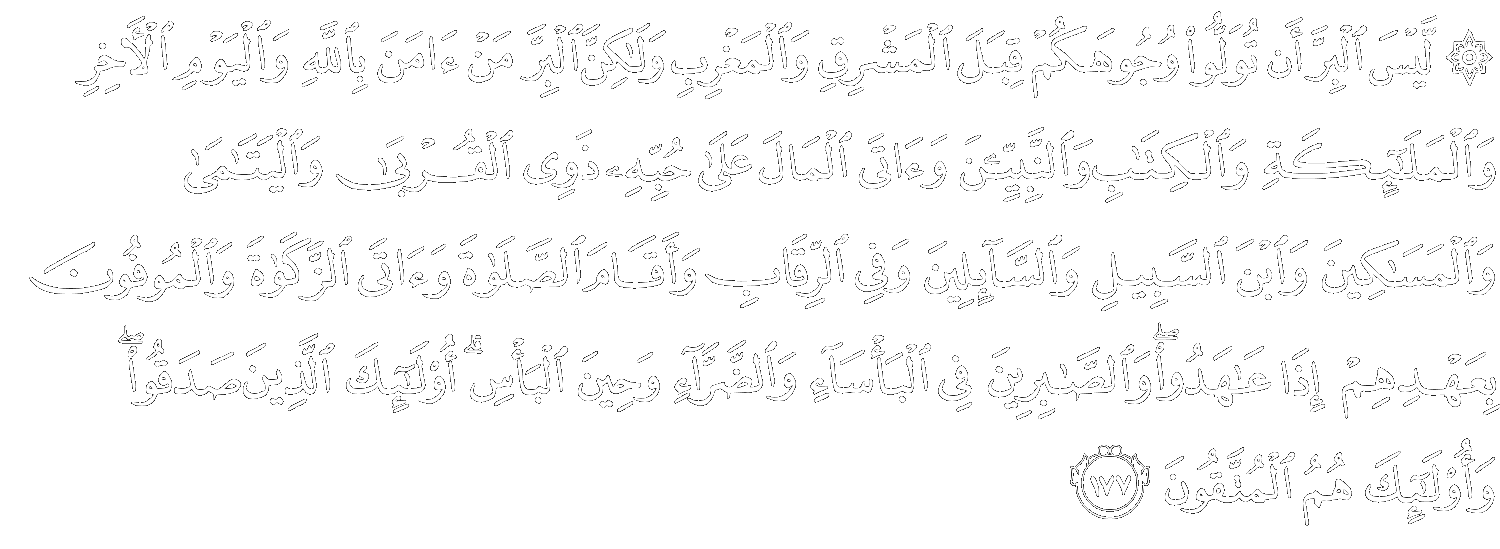 ۞ لَّيْسَ ٱلْبِرَّ أَن تُوَلُّوا۟ وُجُوهَكُمْ قِبَلَ ٱلْمَشْرِقِ وَٱلْمَغْرِبِ وَلَٰكِنَّ ٱلْبِرَّ مَنْ ءَامَنَ بِٱللَّهِ وَٱلْيَوْمِ ٱلْأَخِرِ
وَٱلْمَلَٰٓئِكَةِ وَٱلْكِتَٰبِ وَٱلنَّبِيِّۦنَ وَءَاتَى ٱلْمَالَ عَلَىٰ حُبِّهِۦ ذَوِى ٱلْقُرْبَىٰ وَٱلْيَتَٰمَىٰ
وَٱلْمَسَٰكِينَ وَٱبْنَ ٱلسَّبِيلِ وَٱلسَّآئِلِينَ وَفِى ٱلرِّقَابِ وَأَقَامَ ٱلصَّلَوٰةَ وَءَاتَى ٱلزَّكَوٰةَ وَٱلْمُوفُونَ
بِعَهْدِهِمْ إِذَا عَٰهَدُوا۟ ۖ وَٱلصَّٰبِرِينَ فِى ٱلْبَأْسَآءِ وَٱلضَّرَّآءِ وَحِينَ ٱلْبَأْسِ ۗ أُو۟لَٰٓئِكَ ٱلَّذِينَ صَدَقُوا۟ ۖ
وَأُو۟لَٰٓئِكَ هُمُ ٱلْمُتَّقُونَ ١٧٧